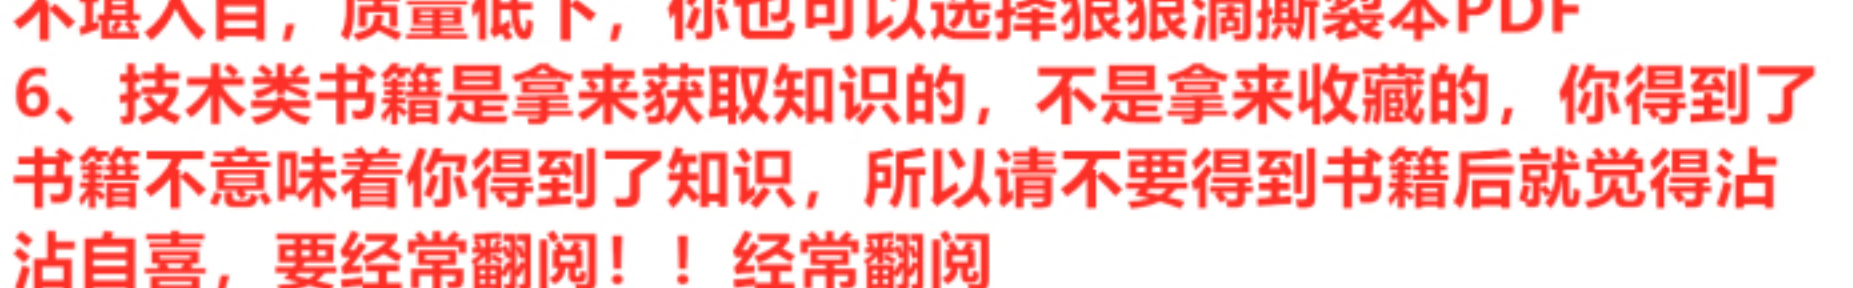 不堪入目，质量低下，你也可以选择狠狠滴撕裂本PDF
6、技术类书籍是拿来获取知识的，不是拿来收藏的，你得到了
书籍不意味着你得到了知识，所以请不要得到书籍后就觉得沾
沾自喜，要经常翻阅！！经常翻阅